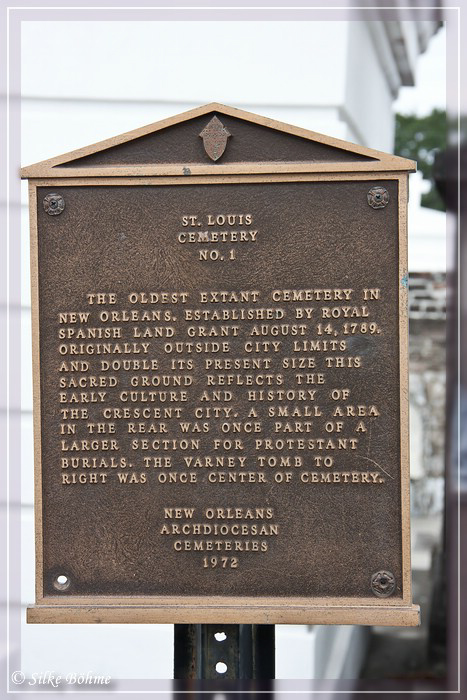 ST. LOUIS
CEMETERY
NO. 1
THE OLDEST EXTANT CEMETERY IN
NEW ORLEANS. ESTABLISHED BY ROYAL
SPANISH LAND GRANT AUGUST 14, 1789.
ORIGINALLY OUTSIDE CITY LIMITS
AND DOUBLE ITS PRESENT SIZE THIS
SACRED GROUND REFLECTS THE
EARLY CULTURE AND HISTORY OF
THE CRESCENT CITY. A SMALL AREA
IN THE REAR WAS ONCE PART OF A
LARGER SECTION FOR PROTESTANT
BURIALS. THE VARNEY TOMB TO
RIGHT WAS ONCE CENTER OF CEMETERY.
NEW ORLEANS
ARCHDIOCESAN
CEMETERIES
1972
© Silke Böhme